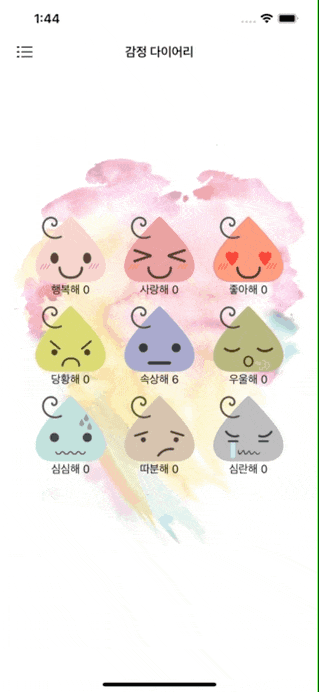 1:44
감정 다이어리
행복해 0 사랑해 0 좋아해 0
당황해 0 속상해 6 우울해 0
심심해 0 따분해 0 심란해 0